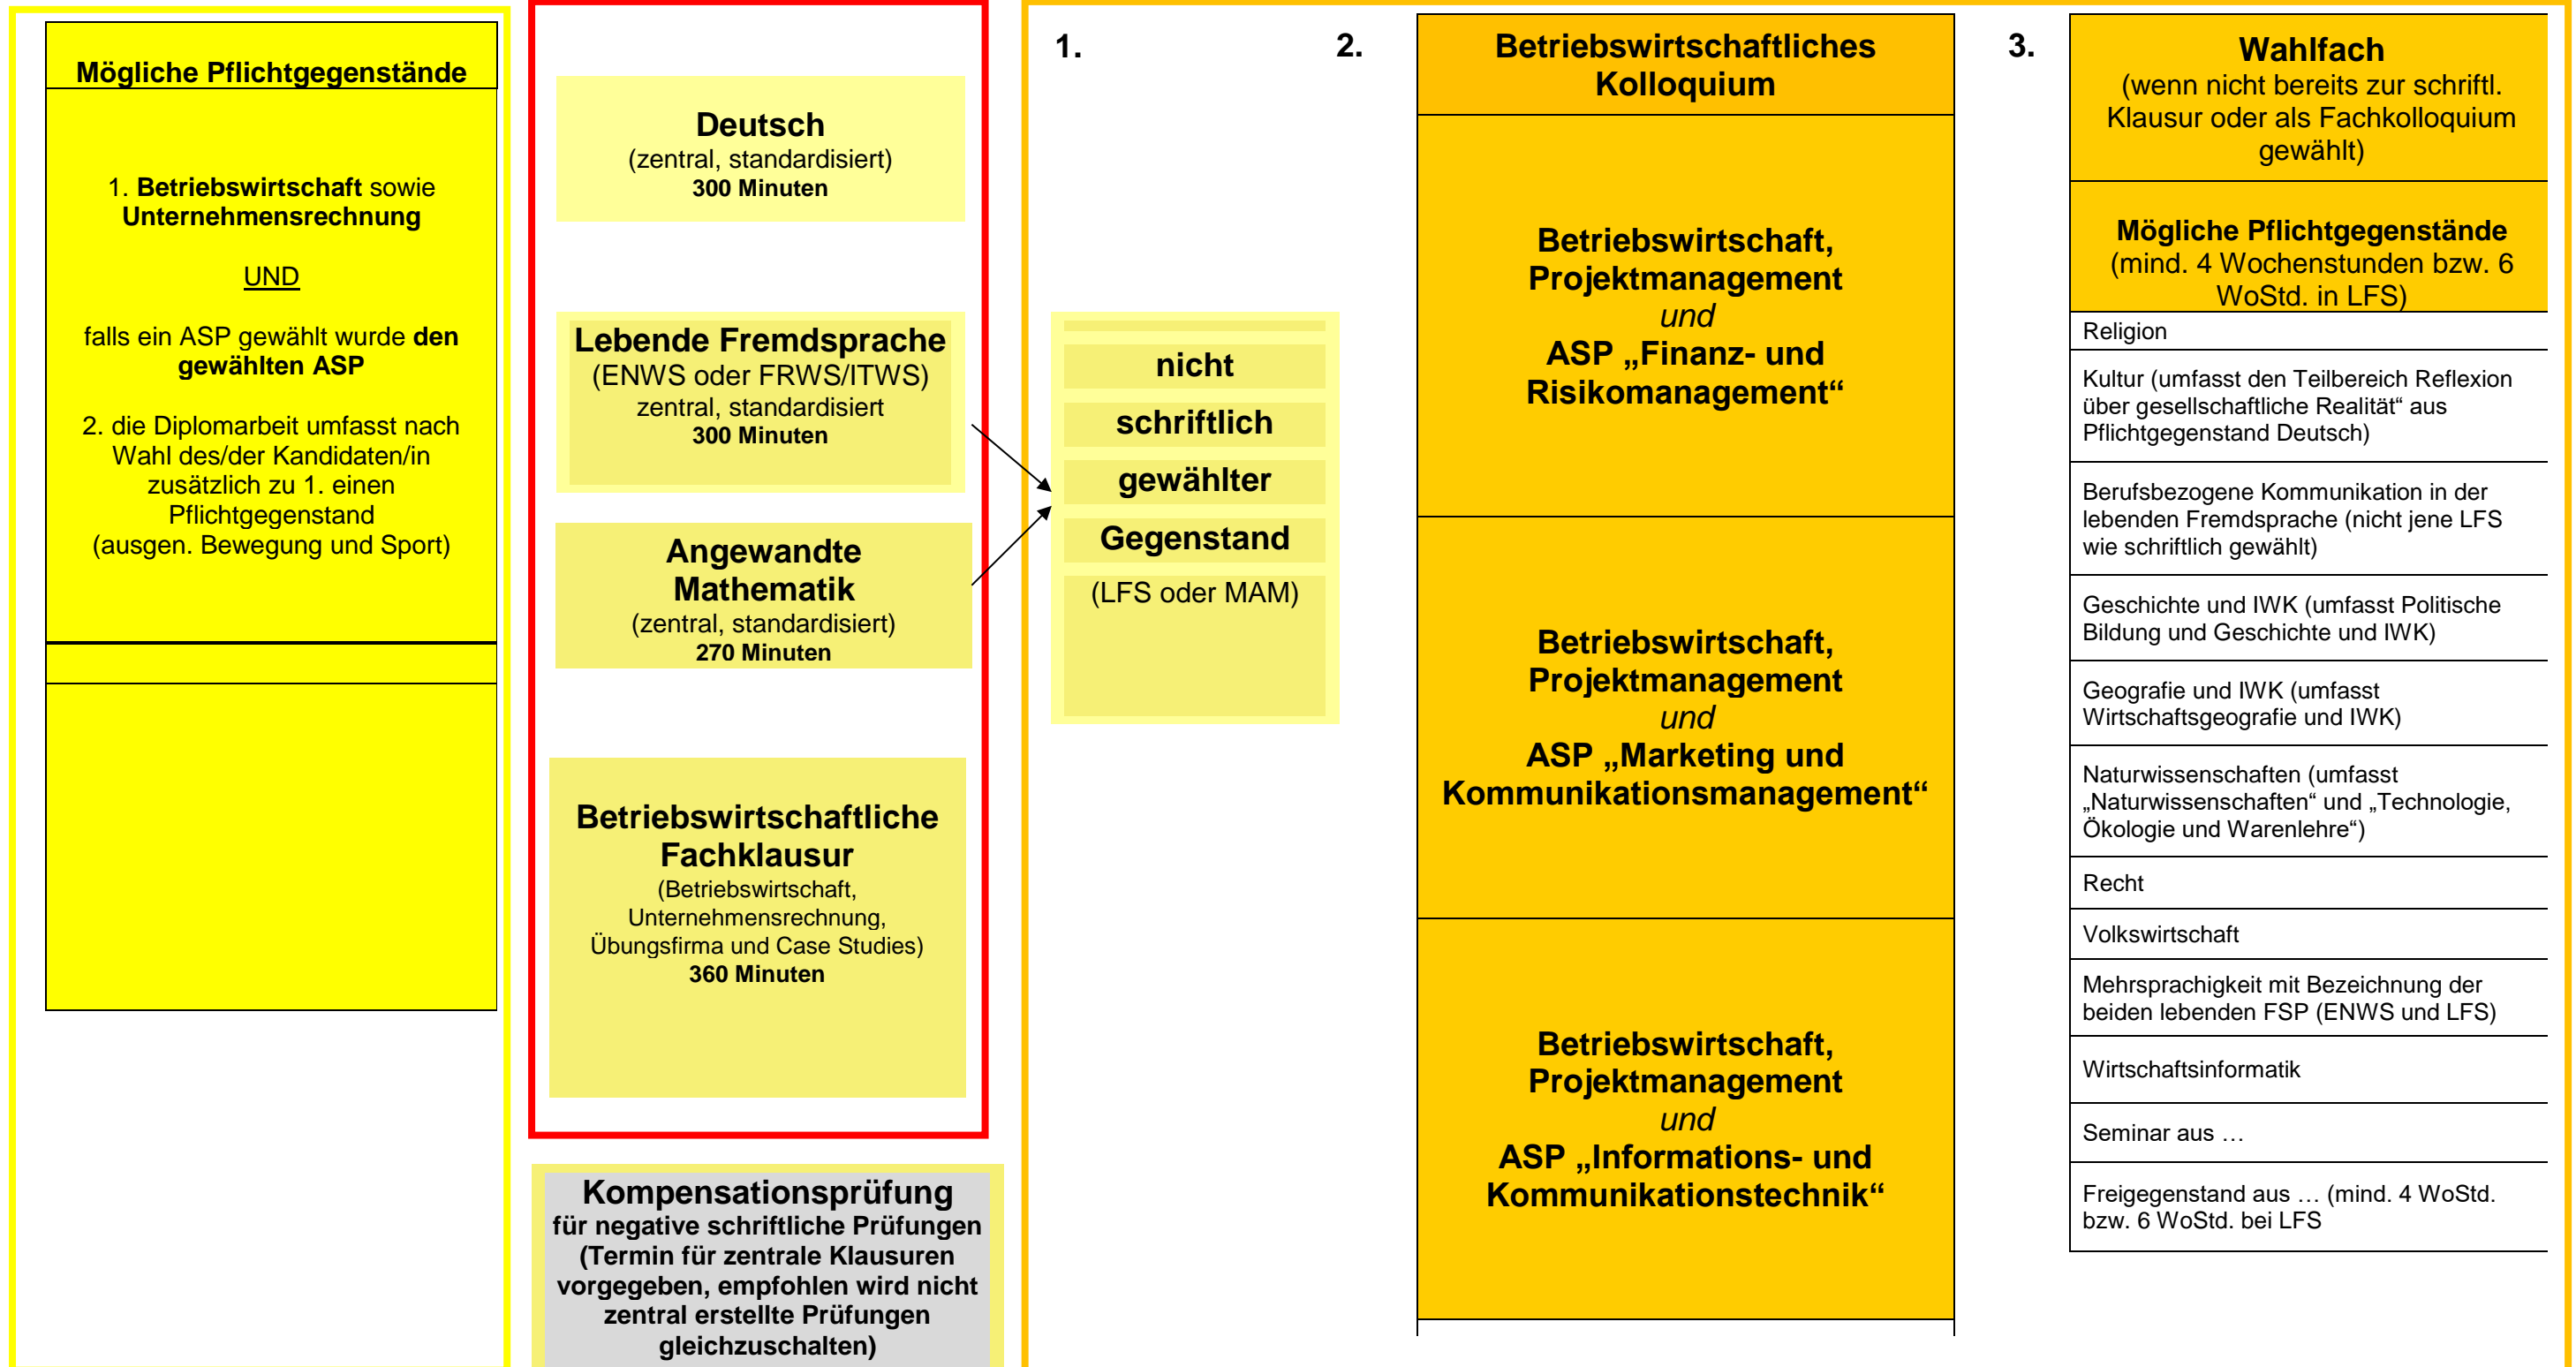 Mögliche Pflichtgegenstände
1. Betriebswirtschaft sowie
Unternehmensrechnung
UND
falls ein ASP gewählt wurde den
gewählten ASP
2. die Diplomarbeit umfasst nach
Wahl des/der Kandidaten/in
zusätzlich zu 1. einen
Pflichtgegenstand
(ausgen. Bewegung und Sport)
Deutsch
(zentral, standardisiert)
300 Minuten
Lebende Fremdsprache
(ENWS oder FRWS/ITWS)
zentral, standardisiert
300 Minuten
Angewandte
Mathematik
(zentral, standardisiert)
270 Minuten
Betriebswirtschaftliche
Fachklausur
(Betriebswirtschaft,
Unternehmensrechnung,
Übungsfirma und Case Studies)
360 Minuten
Kompensationsprüfung
für negative schriftliche Prüfungen
(Termin für zentrale Klausuren
vorgegeben, empfohlen wird nicht
zentral erstellte Prüfungen
gleichzuschalten)
1.
nicht
schriftlich
gewählter
Gegenstand
(LFS oder MAM)
2.
Betriebswirtschaftliches
Kolloquium
Betriebswirtschaft,
Projektmanagement
und
ASP „Finanz- und
Risikomanagement“
Betriebswirtschaft,
Projektmanagement
und
ASP „Marketing und
Kommunikationsmanagement“
Betriebswirtschaft,
Projektmanagement
und
ASP „Informations- und
Kommunikationstechnik“
3.
Wahlfach
(wenn nicht bereits zur schriftl.
Klausur oder als Fachkolloquium
gewählt)
Mögliche Pflichtgegenstände
(mind. 4 Wochenstunden bzw. 6
WoStd. in LFS)
Religion
Kultur (umfasst den Teilbereich Reflexion
über gesellschaftliche Realität“ aus
Pflichtgegenstand Deutsch)
Berufsbezogene Kommunikation in der
lebenden Fremdsprache (nicht jene LFS
wie schriftlich gewählt)
Geschichte und IWK (umfasst Politische
Bildung und Geschichte und IWK)
Geografie und IWK (umfasst
Wirtschaftsgeografie und IWK)
Naturwissenschaften (umfasst
„Naturwissenschaften“ und „Technologie,
Ökologie und Warenlehre“)
Recht
Volkswirtschaft
Mehrsprachigkeit mit Bezeichnung der
beiden lebenden FSP (ENWS und LFS)
Wirtschaftsinformatik
Seminar aus …
Freigegenstand aus … (mind. 4 WoStd.
bzw. 6 WoStd. bei LFS